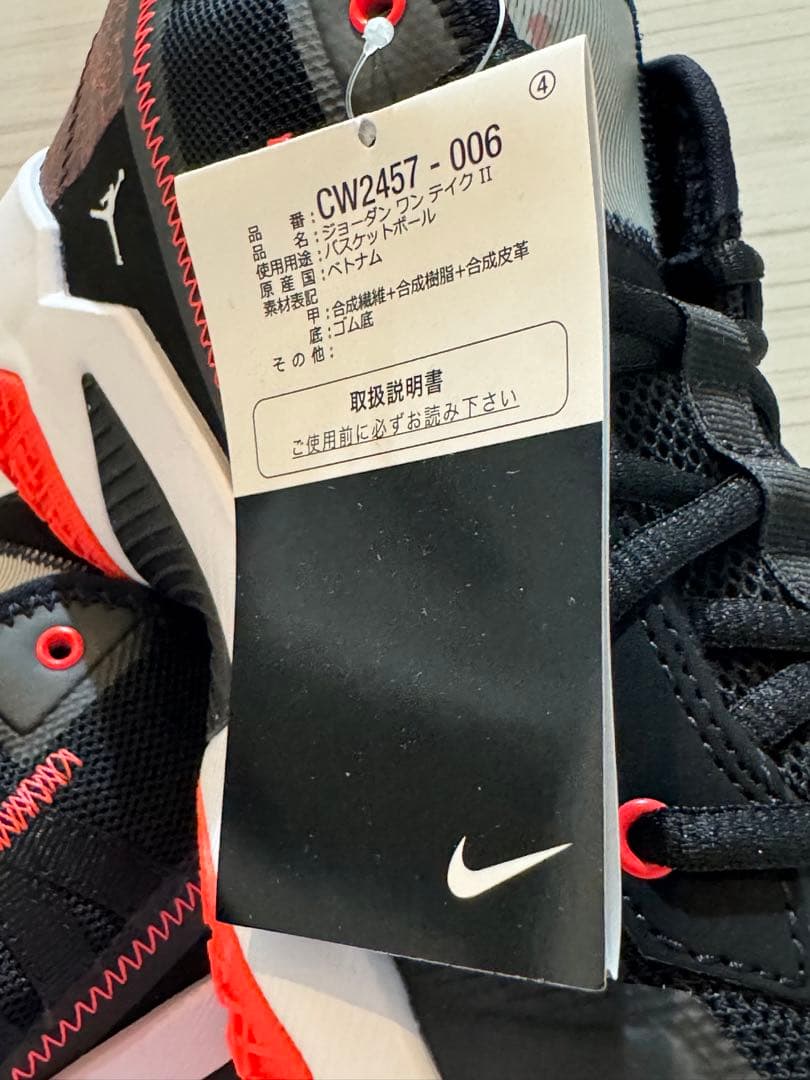 ④
品番：CW2457-006
品名：ジョーダン ワン テイク II
使用用途：バスケットボール
原産国：ベトナム
素材表記
甲：合成繊維+合成樹脂+合成皮革
底：ゴム底
その他：
取扱説明書
ご使用前に必ずお読み下さい